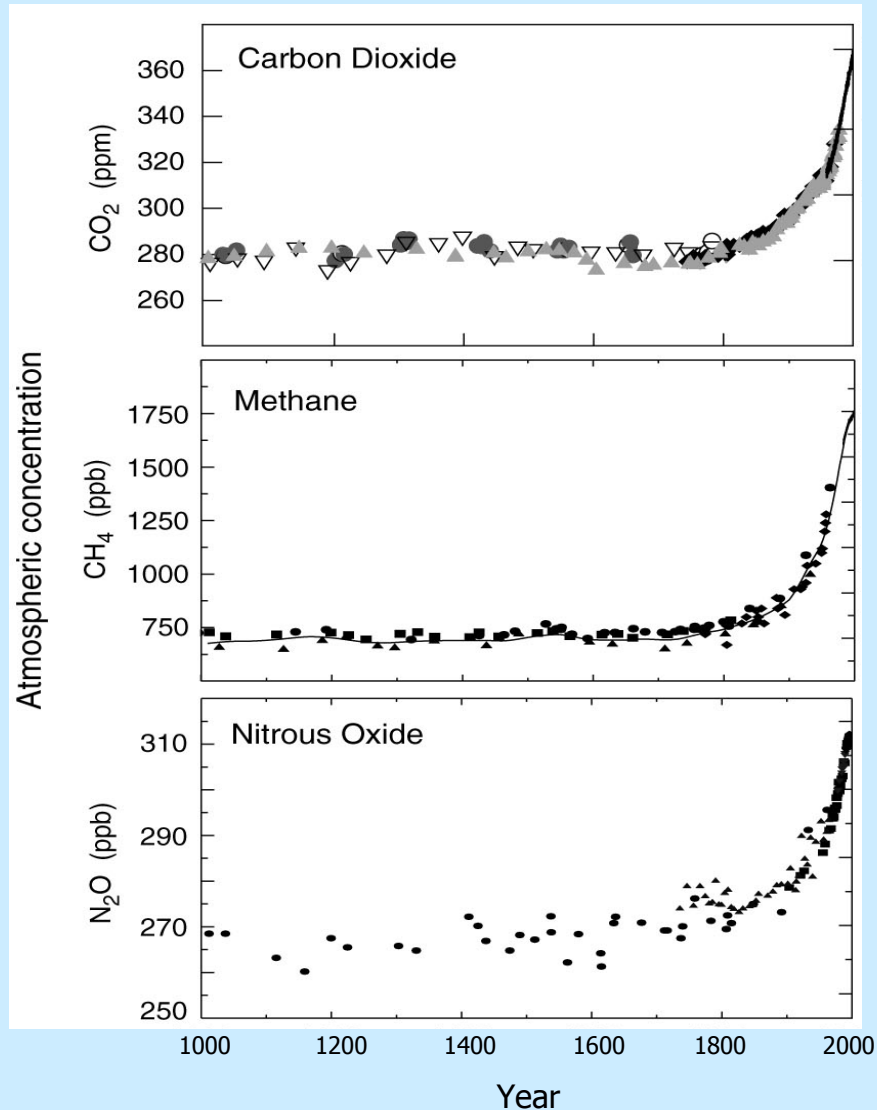 Carbon Dioxide
360
340
320
300
280
260
CO₂ (ppm)
Methane
1750
1500
1250
1000
750
CH₄ (ppb)
Atmospheric concentration
Nitrous Oxide
310
290
270
250
N₂O (ppb)
1000 1200 1400 1600 1800 2000
Year